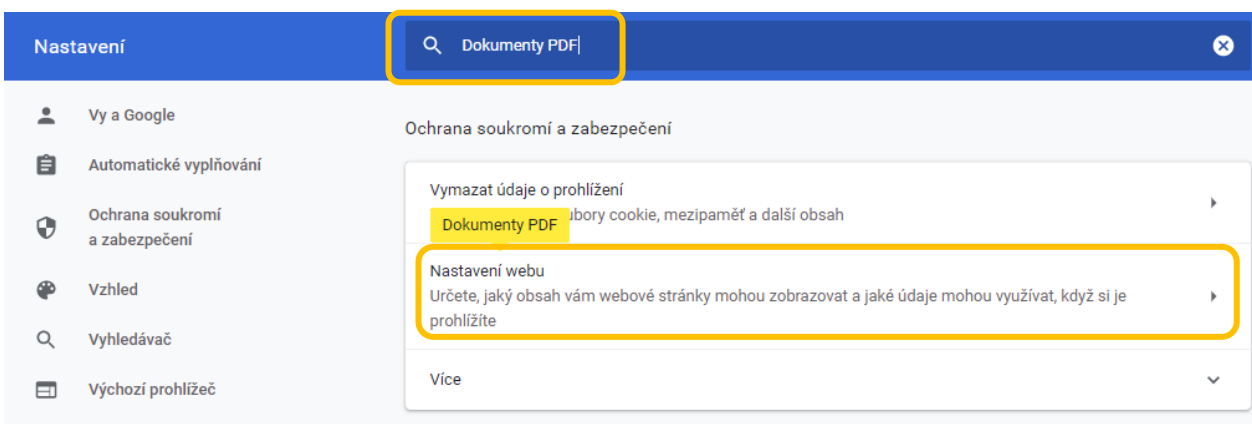 Nastavení
Dokumenty PDF
Vy a Google
Automatické vyplňování
Ochrana soukromí
a zabezpečení
Vzhled
Vyhledávač
Výchozí prohlížeč
Ochrana soukromí a zabezpečení
Vymazat údaje o prohlížení
cookie, mezipaměť a další obsah
Dokumenty PDF
Nastavení webu
Určete, jaký obsah vám webové stránky mohou zobrazovat a jaké údaje mohou využívat, když si je
prohlížíte
Více